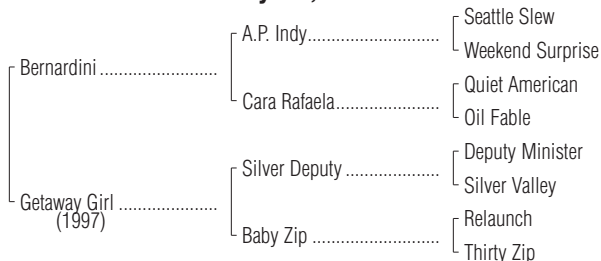 Seattle Slew
A.P. Indy
Weekend Surprise
Bernardini
Quiet American
Cara Rafaela
Oil Fable
Deputy Minister
Silver Deputy
Silver Valley
Getaway Girl
(1997)
Relaunch
Baby Zip
Thirty Zip